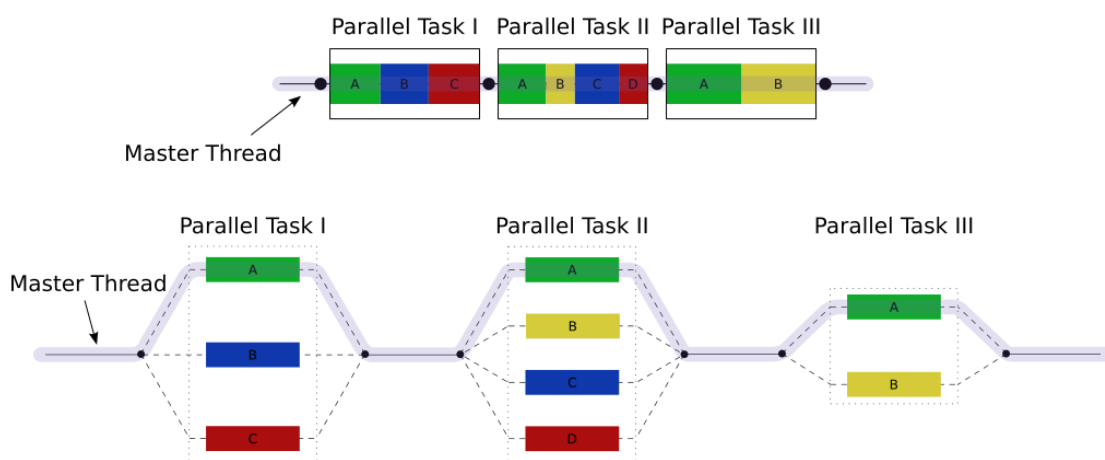 Parallel Task I Parallel Task II Parallel Task III
A B C A B C D A B
Master Thread
Parallel Task I Parallel Task II Parallel Task III
A A
Master Thread
A
B
B
C
B
C D